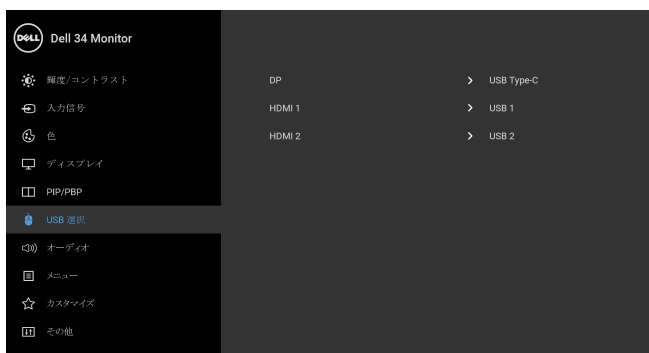 DELL Dell 34 Monitor
輝度/コントラスト
入力信号
色
ディスプレイ
PIP/PBP
USB 選択
オーディオ
メニュー
カスタマイズ
その他
DP > USB Type-C
HDMI 1 > USB 1
HDMI 2 > USB 2